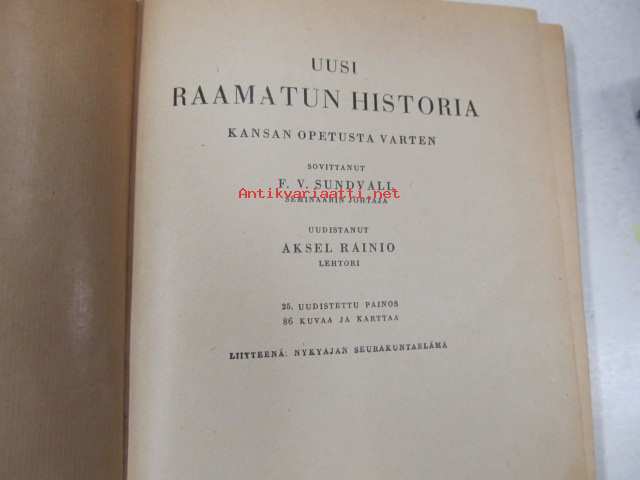 UUSI
RAAMATUN HISTORIA
KANSAN OPETUSTA VARTEN
SOVITTANUT
F. V. SUNDVALL
Antikvariaatti.net
SEMINAARIN JOHTAJA
UUDISTANUT
AKSEL RAINIO
LEHTORI
25. UUDISTETTU PAINOS
86 KUVAA JA KARTTAA
LIITTEENÄ: NYKYAJAN SEURAKUNTAELÄMÄ